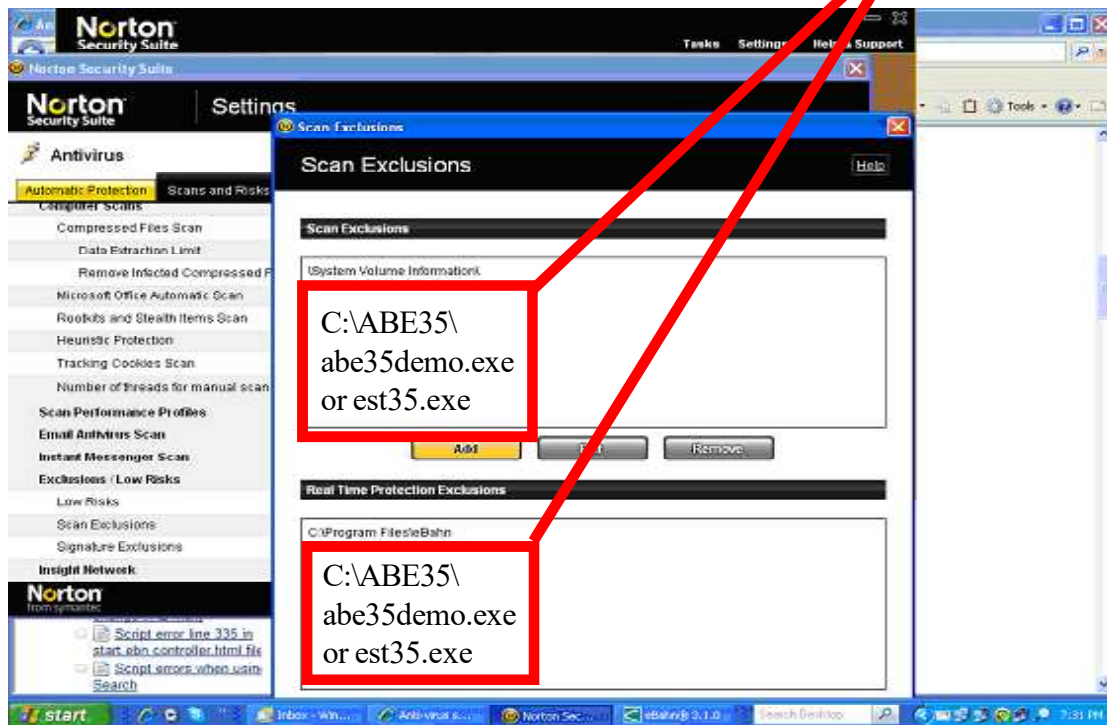 Norton
Security Suite
Tasks Settings Help & Support
Norton Security Suite
Norton
Security Suite
Settings
Tools
Antivirus
Automatic Protection
Scans and Risks
Computer Scans
Compressed Files Scan
Data Extraction Limit
Remove Infected Compressed F
Microsoft Office Automatic Scan
Rootkits and Stealth Items Scan
Heuristic Protection
Tracking Cookies Scan
Number of threads for manual scan
Scan Performance Profiles
Email Antivirus Scan
Instant Messenger Scan
Exclusions / Low Risks
Low Risks
Scan Exclusions
Signature Exclusions
Insight Network
Norton
from symantec
Script error line 335 in
start ebn controller.html file
Script errors when usin
Search
Scan Exclusions
Scan Exclusions
Help
Scan Exclusions
\System Volume Information\
C:\ABE35\
abe35demo.exe
or est35.exe
Add
Remove
Real Time Protection Exclusions
C:\Program Files\eBahn
C:\ABE35\
abe35demo.exe
or est35.exe
start
Inbox - Win...
Anti-virus s...
Norton Sec...
eBahn® 3.1.0
Search Desktop
2:31 PM